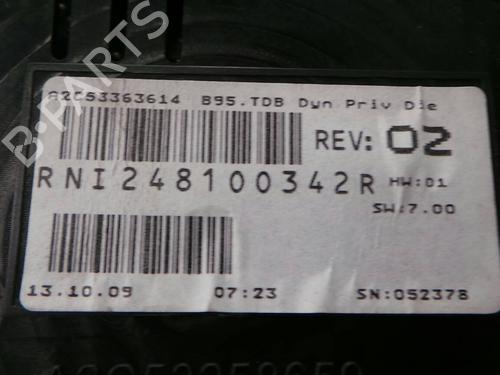 A2C53363614 B95.TDB Dyn Priv Die
REV: 02
RNI248100342R HW:01
SW:7.00
13.10.09 07:23 SN:052378
B-PARTS